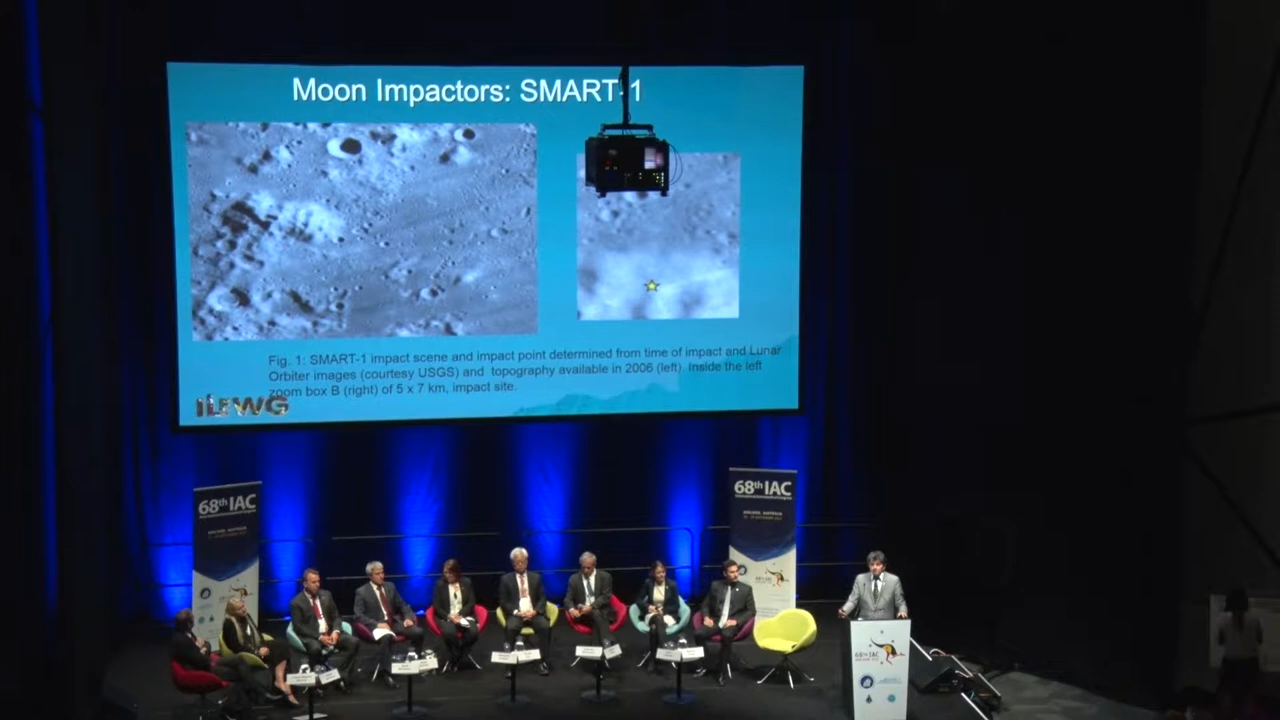 Moon Impactors: SMART-1
Fig. 1: SMART-1 impact scene and impact point determined from time of impact and Lunar
Orbiter images (courtesy USGS) and topography available in 2006 (left). Inside the left
zoom box B (right) of 5 x 7 km, impact site.
ILEWG
68th IAC
68th IAC
68th IAC